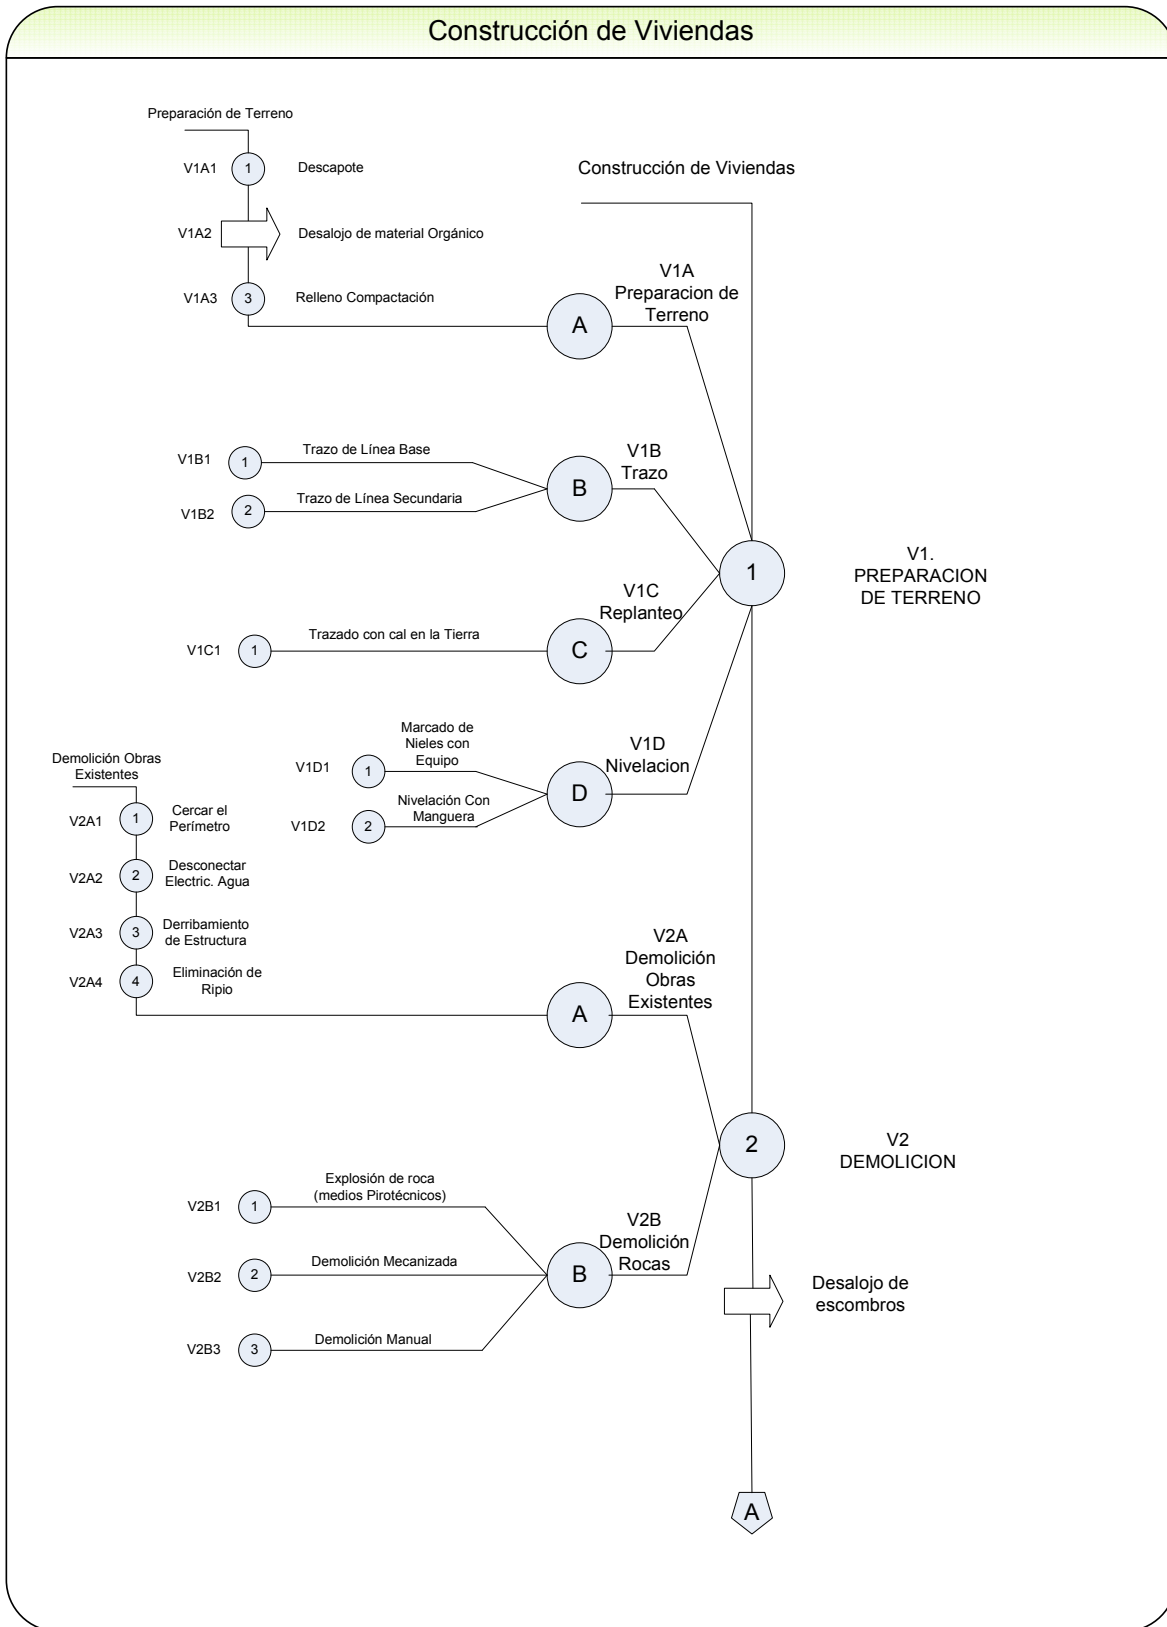 Construcción de Viviendas
Preparación de Terreno
V1A1
1
Descapote
V1A2
Desalojo de material Orgánico
V1A3
3
Relleno Compactación
Construcción de Viviendas
A
V1A
Preparacion de
Terreno
V1B1
1
Trazo de Línea Base
V1B2
2
Trazo de Línea Secundaria
B
V1B
Trazo
1
V1.
PREPARACION
DE TERRENO
V1C1
1
Trazado con cal en la Tierra
C
V1C
Replanteo
V1D1
1
Marcado de
Nieles con
Equipo
V1D2
2
Nivelación Con
Manguera
D
V1D
Nivelacion
Demolición Obras
Existentes
V2A1
1
Cercar el
Perímetro
V2A2
2
Desconectar
Electric. Agua
V2A3
3
Derribamiento
de Estructura
V2A4
4
Eliminación de
Ripio
A
V2A
Demolición
Obras
Existentes
2
V2
DEMOLICION
V2B1
1
Explosión de roca
(medios Pirotécnicos)
V2B2
2
Demolición Mecanizada
V2B3
3
Demolición Manual
B
V2B
Demolición
Rocas
Desalojo de
escombros
A